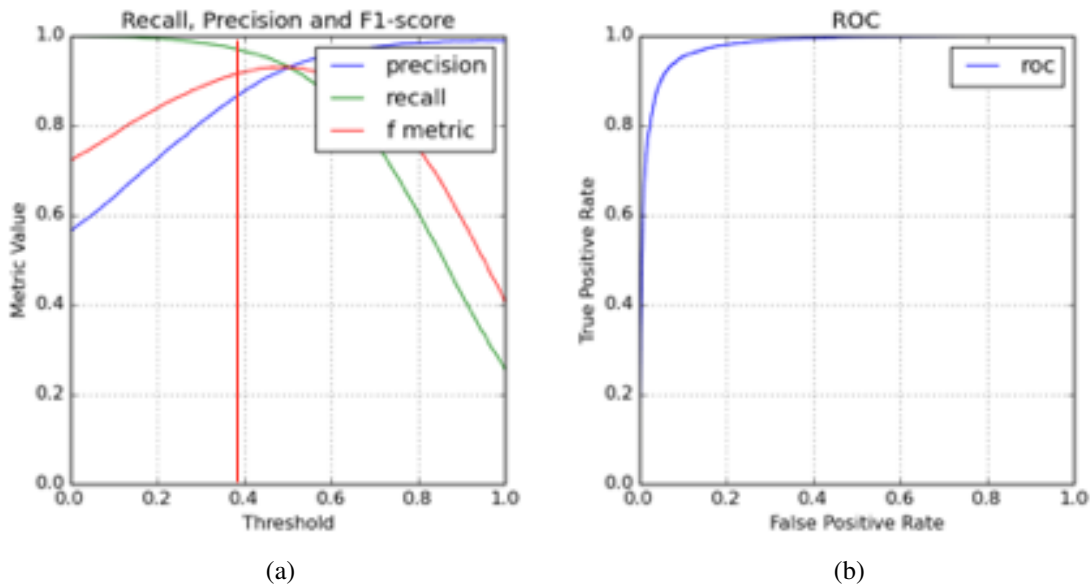 Recall, Precision and F1-score
1.0
0.8
0.6
0.4
0.2
0.0
Metric Value
precision
recall
f metric
0.0 0.2 0.4 0.6 0.8 1.0
Threshold
(a)
ROC
1.0
0.8
0.6
0.4
0.2
0.0
True Positive Rate
roc
0.0 0.2 0.4 0.6 0.8 1.0
False Positive Rate
(b)